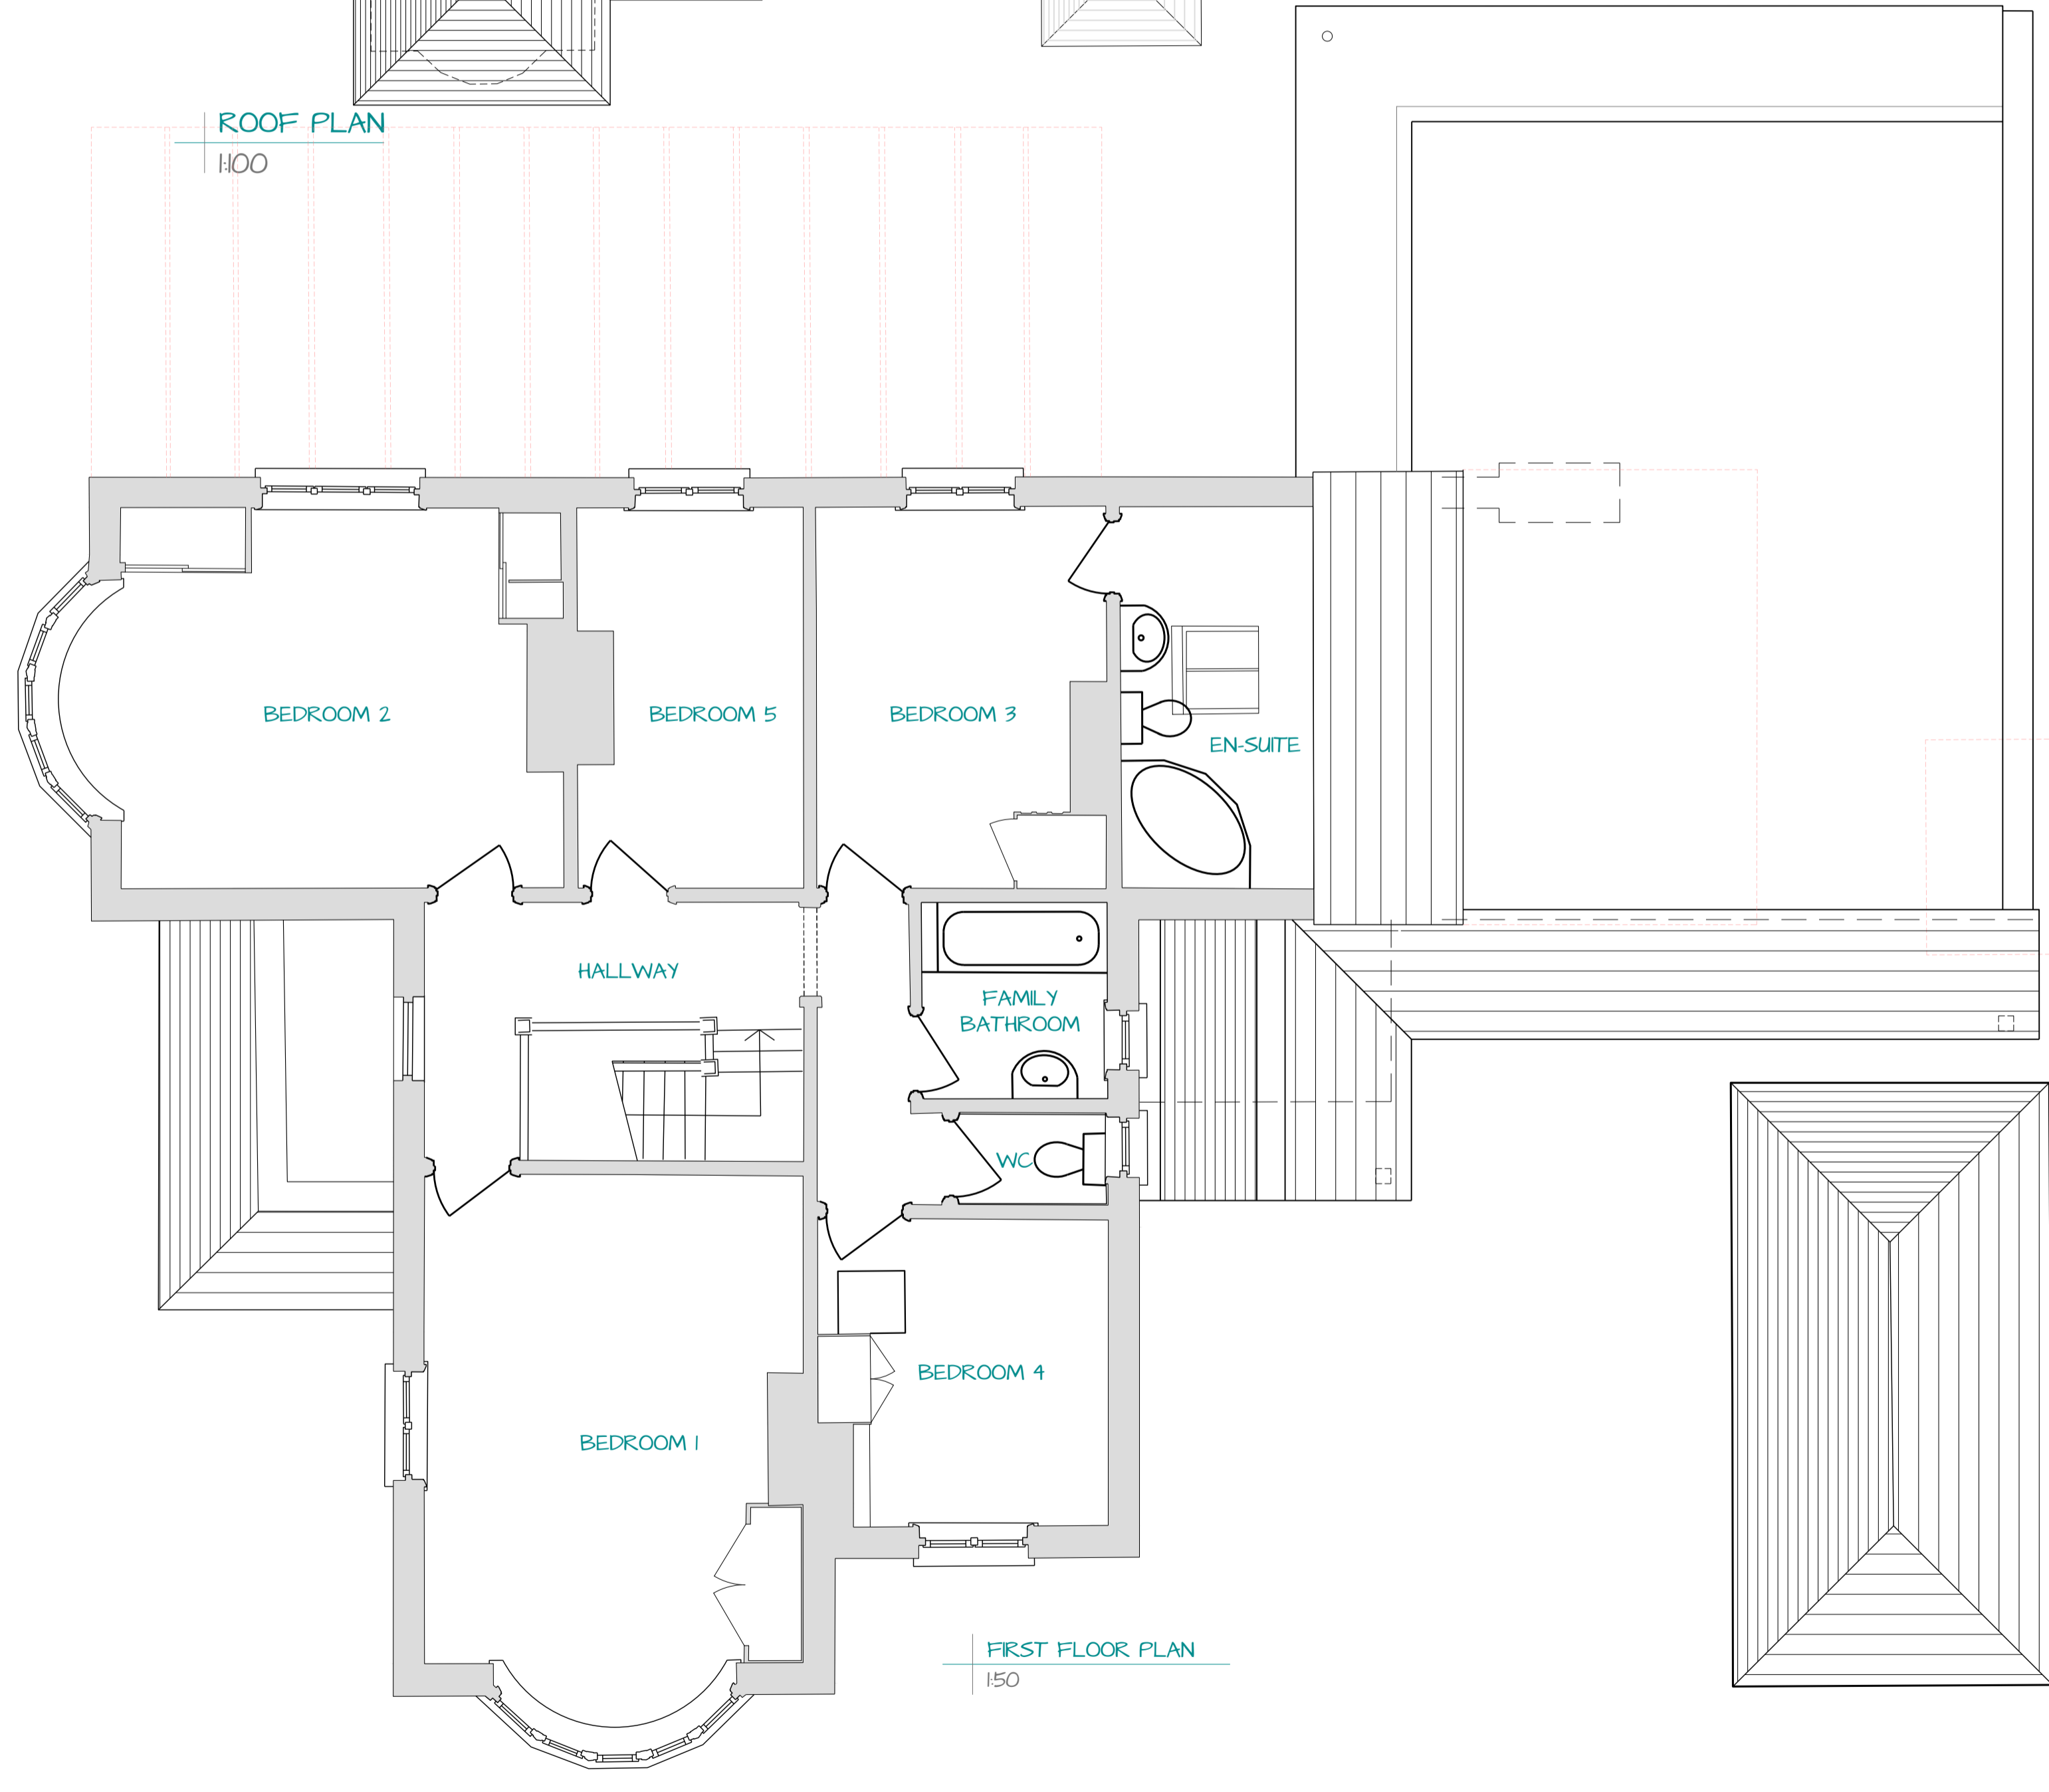 ROOF PLAN
1:100
BEDROOM 2
BEDROOM 5
BEDROOM 3
EN-SUITE
HALLWAY
FAMILY
BATHROOM
WC
BEDROOM 4
BEDROOM 1
FIRST FLOOR PLAN
1:50